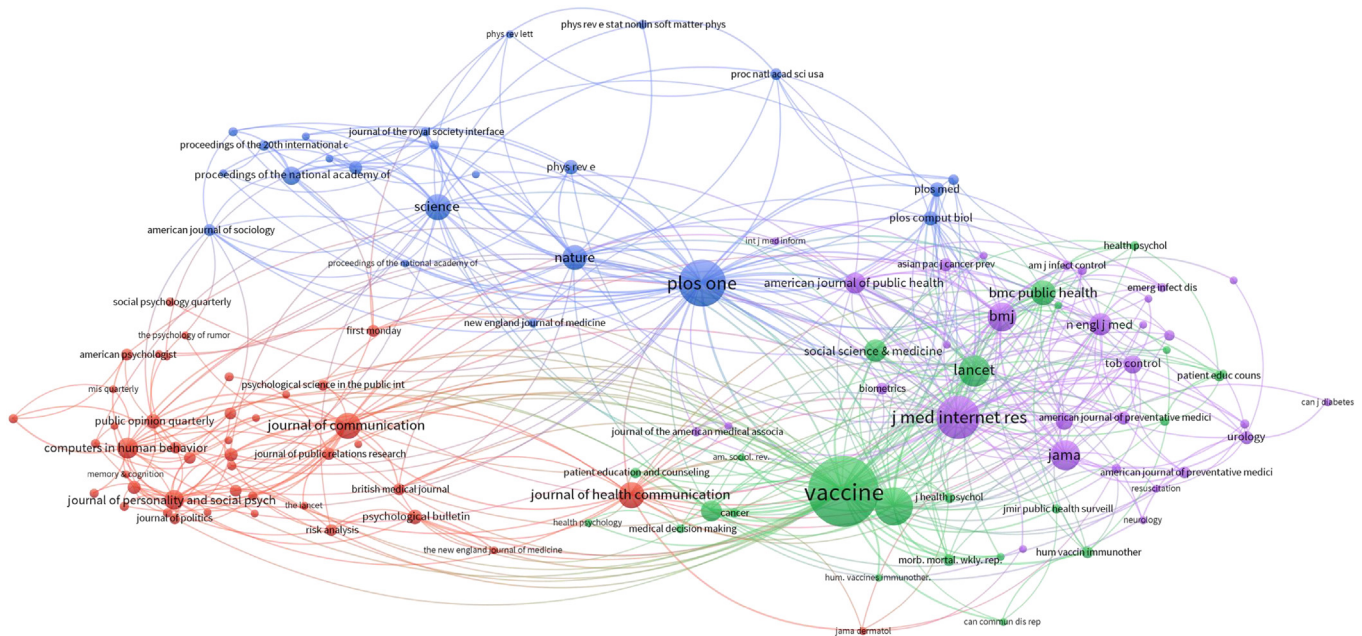 phys rev e stat nonlin soft matter phys
phys rev lett
proc natl acad sci usa
journal of the royal society interface
proceedings of the 20th international c
phys rev e
proceedings of the national academy of
plos med
science
plos comput biol
american journal of sociology
int j med inform
health psychol
nature
proceedings of the national academy of
asian pac j cancer prev
am j infect control
plos one
american journal of public health
emerg infect dis
bmc public health
social psychology quarterly
bmj
new england journal of medicine
n engl j med
first monday
the psychology of rumor
social science & medicine
american psychologist
tob control
lancet
patient educ couns
psychological science in the public int
mis quarterly
biometrics
can j diabetes
public opinion quarterly
j med internet res
american journal of preventative medici
journal of communication
journal of the american medical associa
urology
computers in human behavior
journal of public relations research
jama
am. sociol. rev.
memory & cognition
patient education and counseling
american journal of preventative medici
british medical journal
resuscitation
vaccine
journal of health communication
j health psychol
journal of personality and social psych
the lancet
jmir public health surveill
cancer
journal of politics
psychological bulletin
neurology
health psychology
medical decision making
risk analysis
the new england journal of medicine
hum vaccin immunother
morb. mortal. wkly. rep.
hum. vaccines immunother.
can commun dis rep
jama dermatol